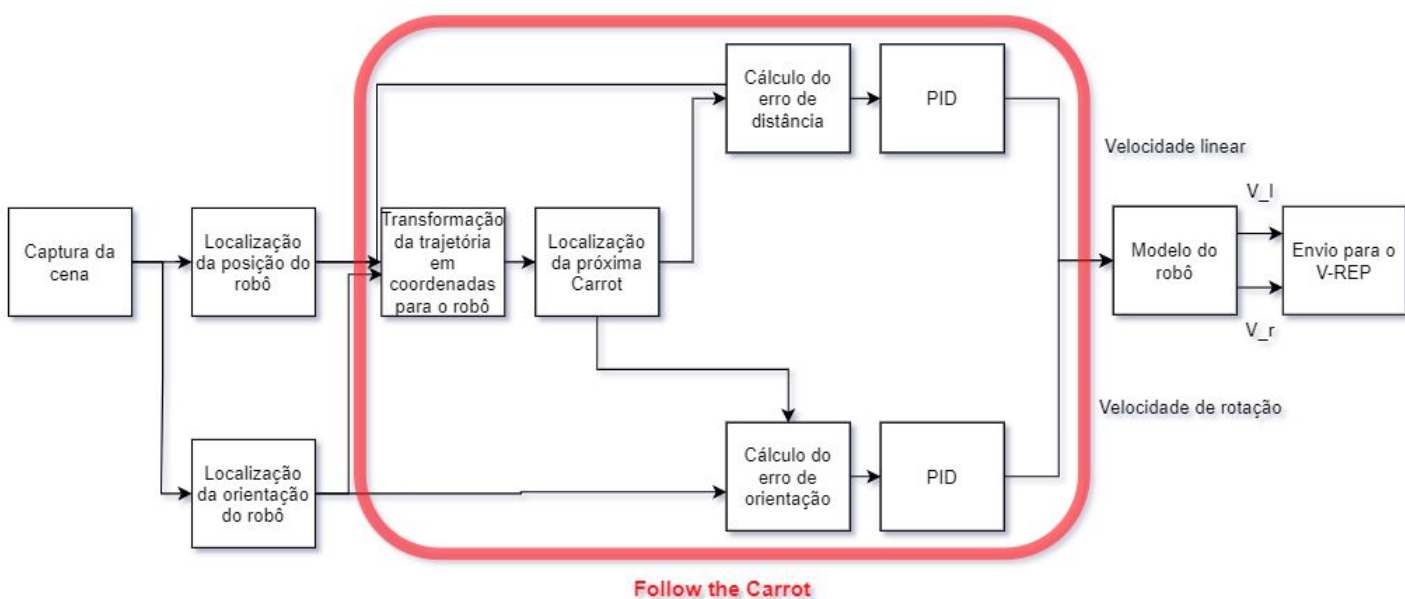 Captura da
cena
Localização
da posição do
robô
Localização
da orientação
do robô
Transformação
da trajetória
em
coordenadas
para o robô
Localização
da próxima
Carrot
Cálculo do
erro de
distância
PID
Cálculo do
erro de
orientação
PID
Velocidade linear
Velocidade de rotação
Modelo do
robô
V_l
V_r
Envio para o
V-REP
Follow the Carrot